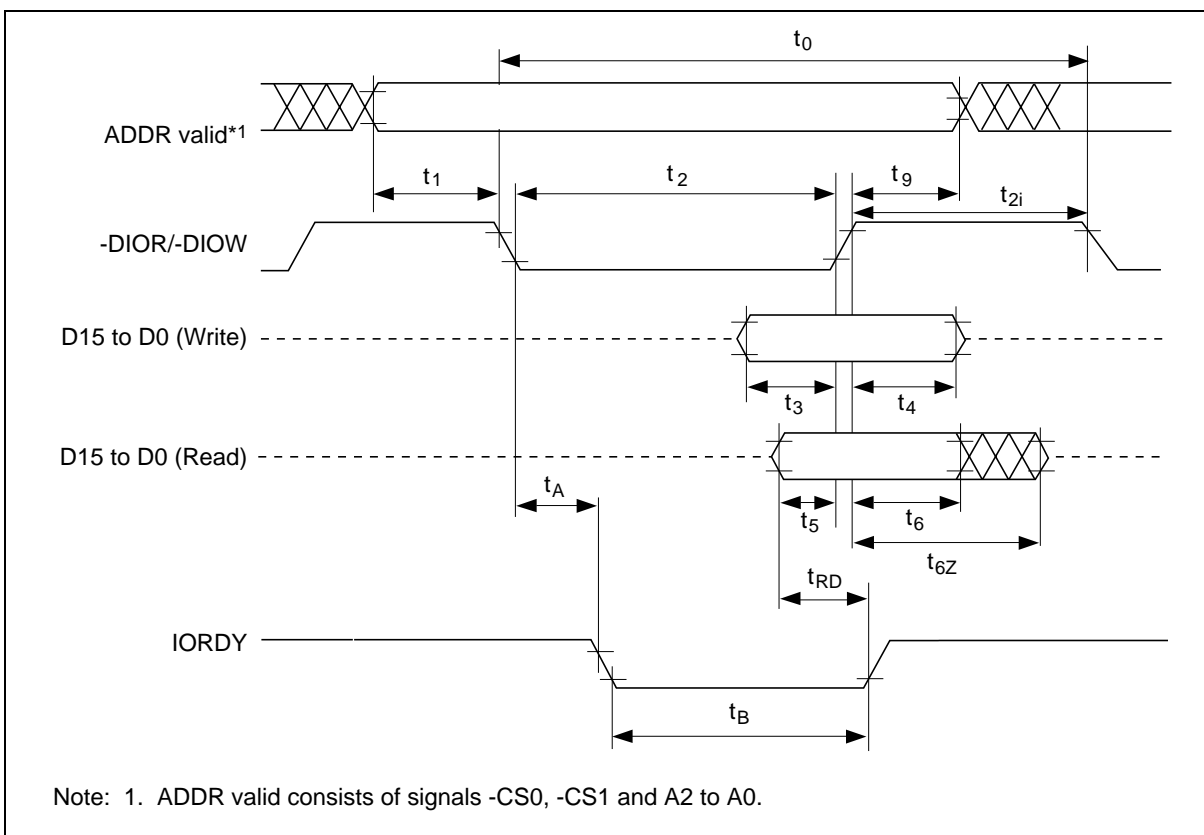 t0
ADDR valid*1
t1
t2
t9
t2i
-DIOR/-DIOW
D15 to D0 (Write)
t3
t4
D15 to D0 (Read)
tA
t5
t6
t6Z
tRD
IORDY
tB
Note: 1. ADDR valid consists of signals -CS0, -CS1 and A2 to A0.